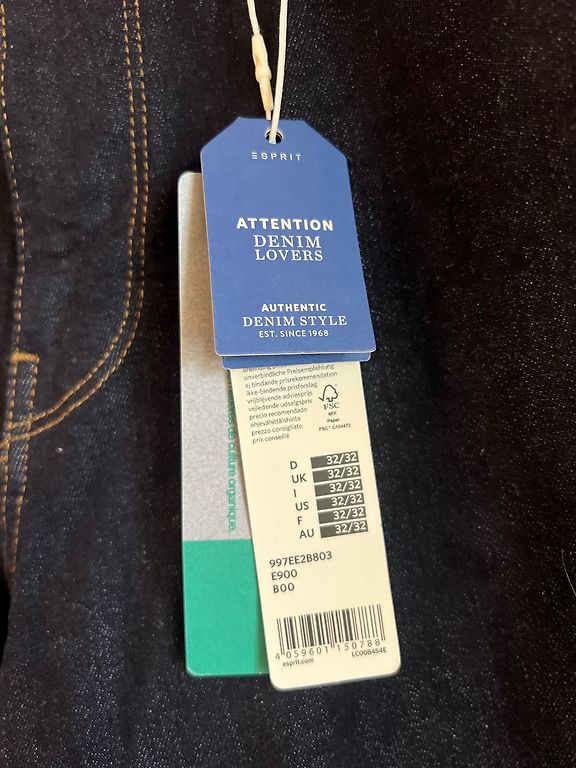 ESPRIT
ATTENTION
DENIM
LOVERS
AUTHENTIC
DENIM STYLE
EST. SINCE 1968
unverbindliche Preisempfehlung
ej bindande prisrekommendation
ikke-bindende prisforslag
vrijblijvende adviesprijs
vejledende udsalgspris
precio recomendado
ohjevähittäishinta
prezzo consigliato
prix conseillé
FSC
MIX
Paper
FSC™ C104472
de culture organique.
D 32/32
UK 32/32
I 32/32
US 32/32
F 32/32
AU 32/32
997EE2B803
E900
B00
4 059601 150788
esprit.com
LC008454E